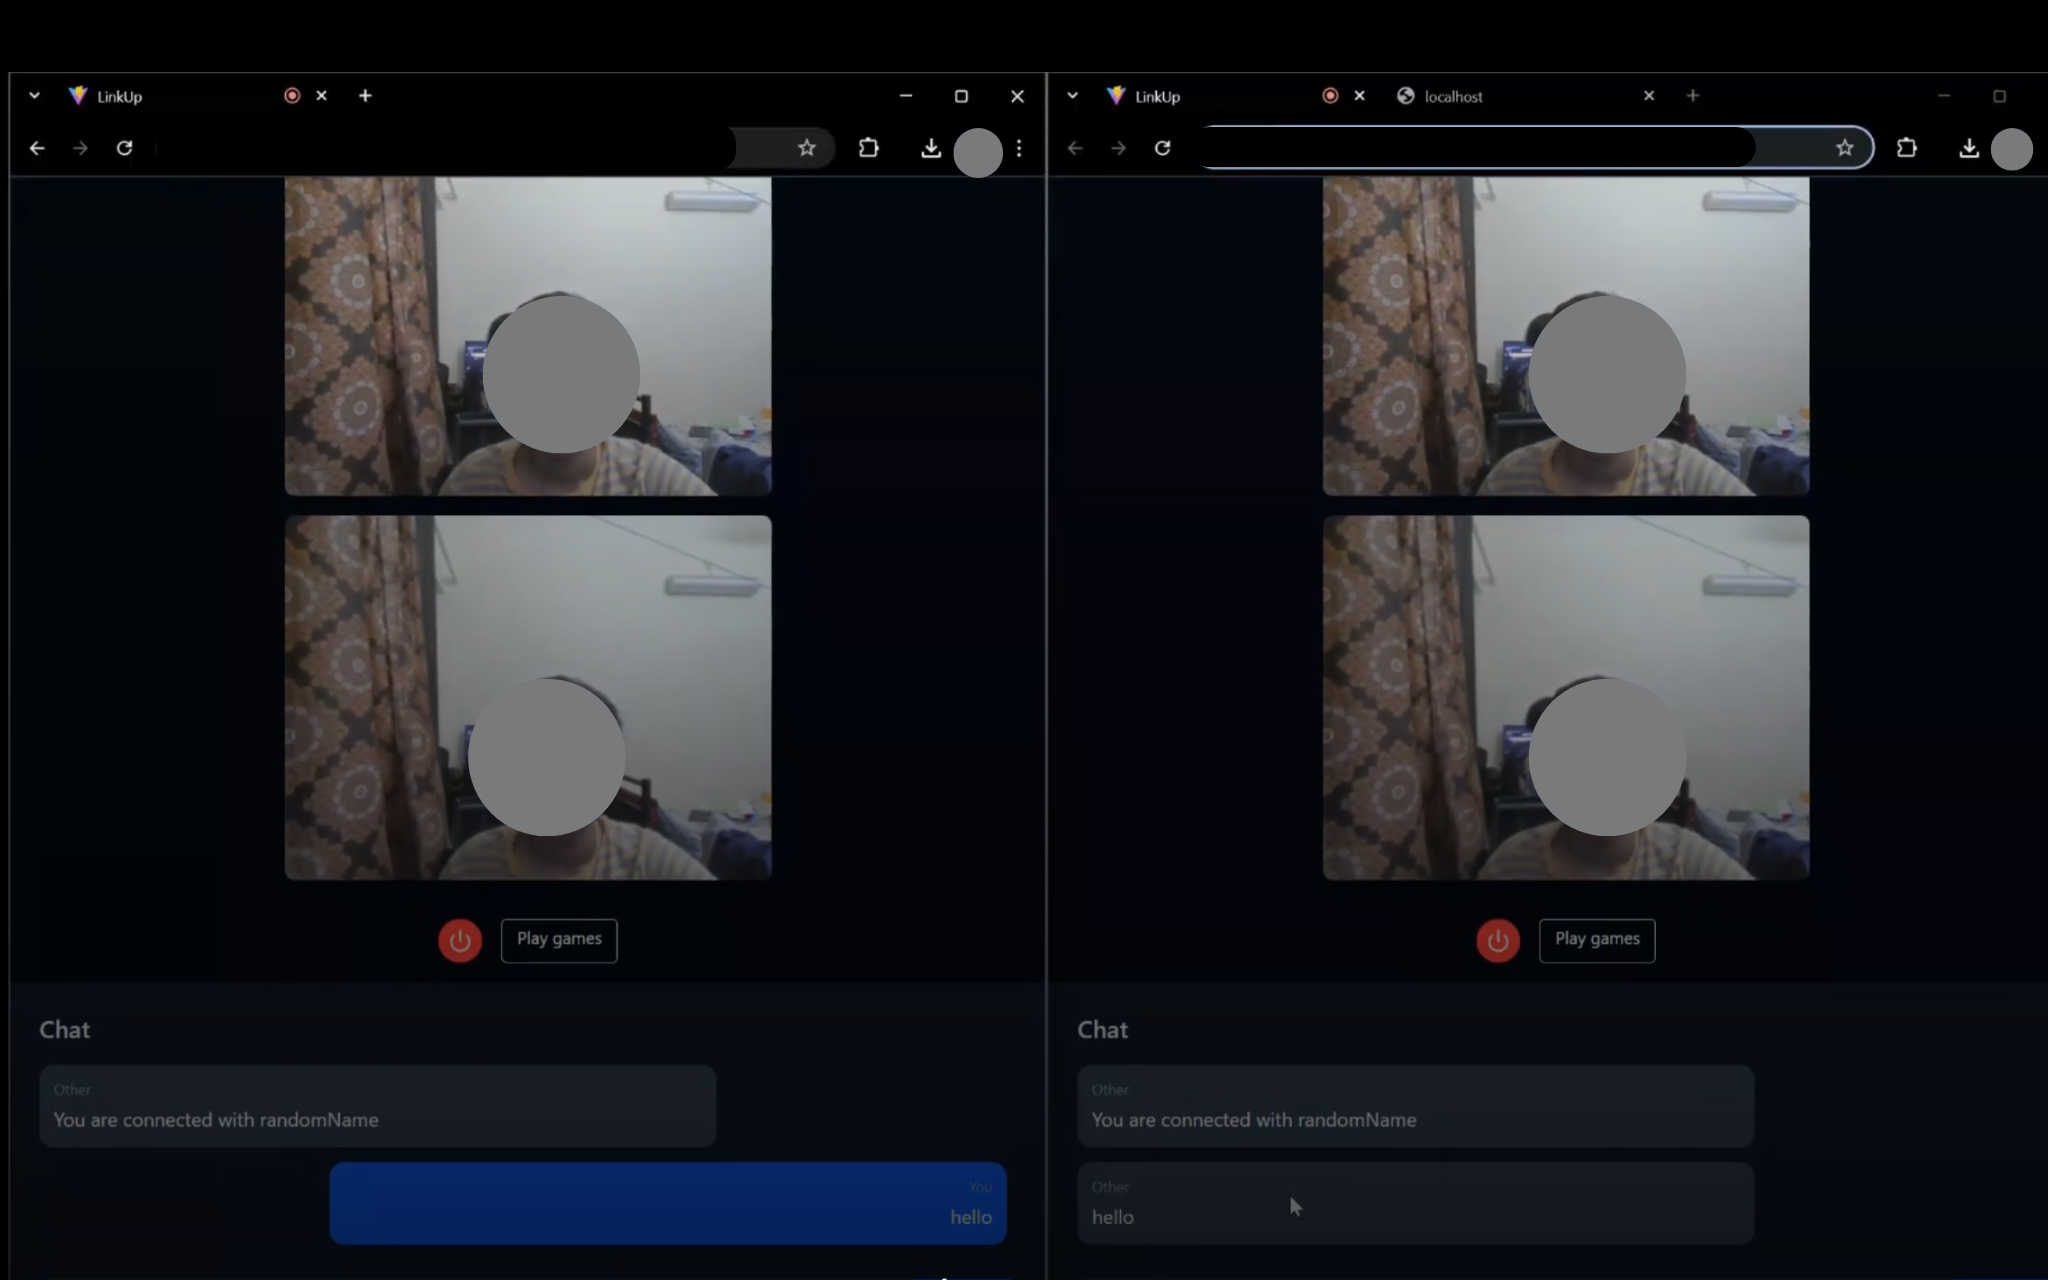 LinkUp
Play games
Chat
Other
You are connected with randomName
You
hello
LinkUp
localhost
Play games
Chat
Other
You are connected with randomName
Other
hello